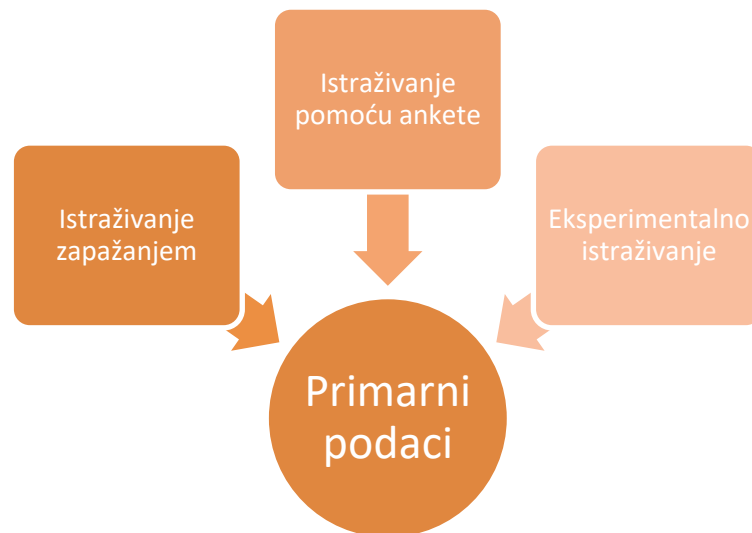 Istraživanje
pomoću ankete
Istraživanje
zapažanjem
Eksperimentalno
istraživanje
Primarni
podaci